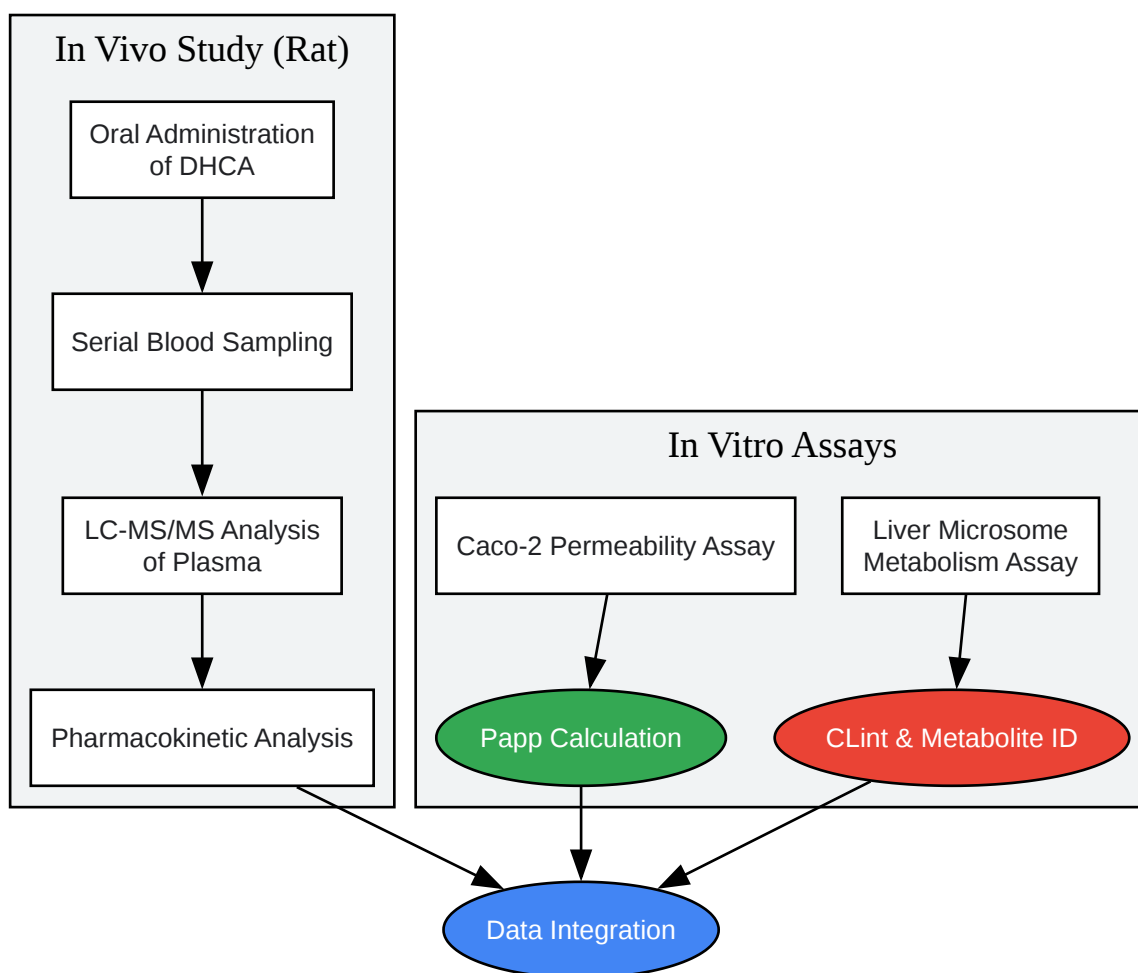 In Vivo Study (Rat)
Oral Administration
of DHCA
Serial Blood Sampling
LC-MS/MS Analysis
of Plasma
Pharmacokinetic Analysis
In Vitro Assays
Caco-2 Permeability Assay
Liver Microsome
Metabolism Assay
Papp Calculation
CLint & Metabolite ID
Data Integration